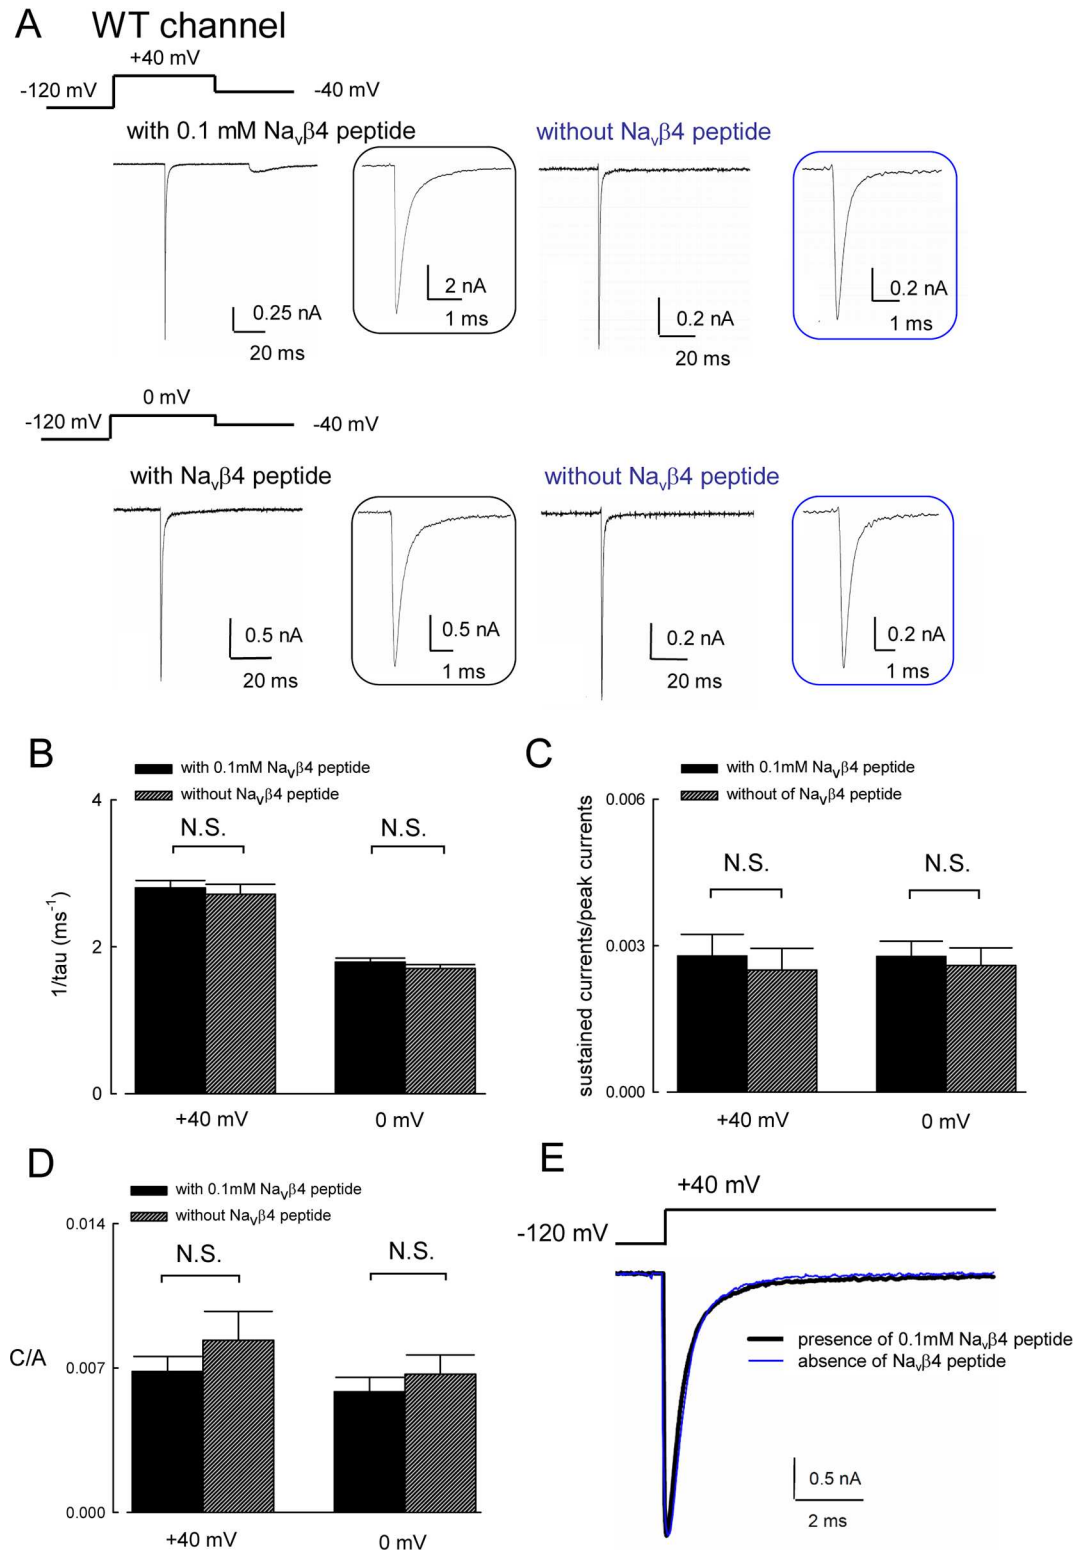 A WT channel
+40 mV
-120 mV
-40 mV
with 0.1 mM Navβ4 peptide
without Navβ4 peptide
0.25 nA
20 ms
2 nA
1 ms
0.2 nA
20 ms
0.2 nA
1 ms
0 mV
-120 mV
-40 mV
with Navβ4 peptide
without Navβ4 peptide
0.5 nA
20 ms
0.5 nA
1 ms
0.2 nA
20 ms
0.2 nA
1 ms
B
with 0.1mM Navβ4 peptide
without Navβ4 peptide
4
N.S.
N.S.
1/tau (ms-1)
2
0
+40 mV
0 mV
C
with 0.1mM Navβ4 peptide
without of Navβ4 peptide
0.006
N.S.
N.S.
sustained currents/peak currents
0.003
0.000
+40 mV
0 mV
D
with 0.1mM Navβ4 peptide
without Navβ4 peptide
0.014
N.S.
N.S.
C/A
0.007
0.000
+40 mV
0 mV
E
+40 mV
-120 mV
presence of 0.1mM Navβ4 peptide
absence of Navβ4 peptide
0.5 nA
2 ms